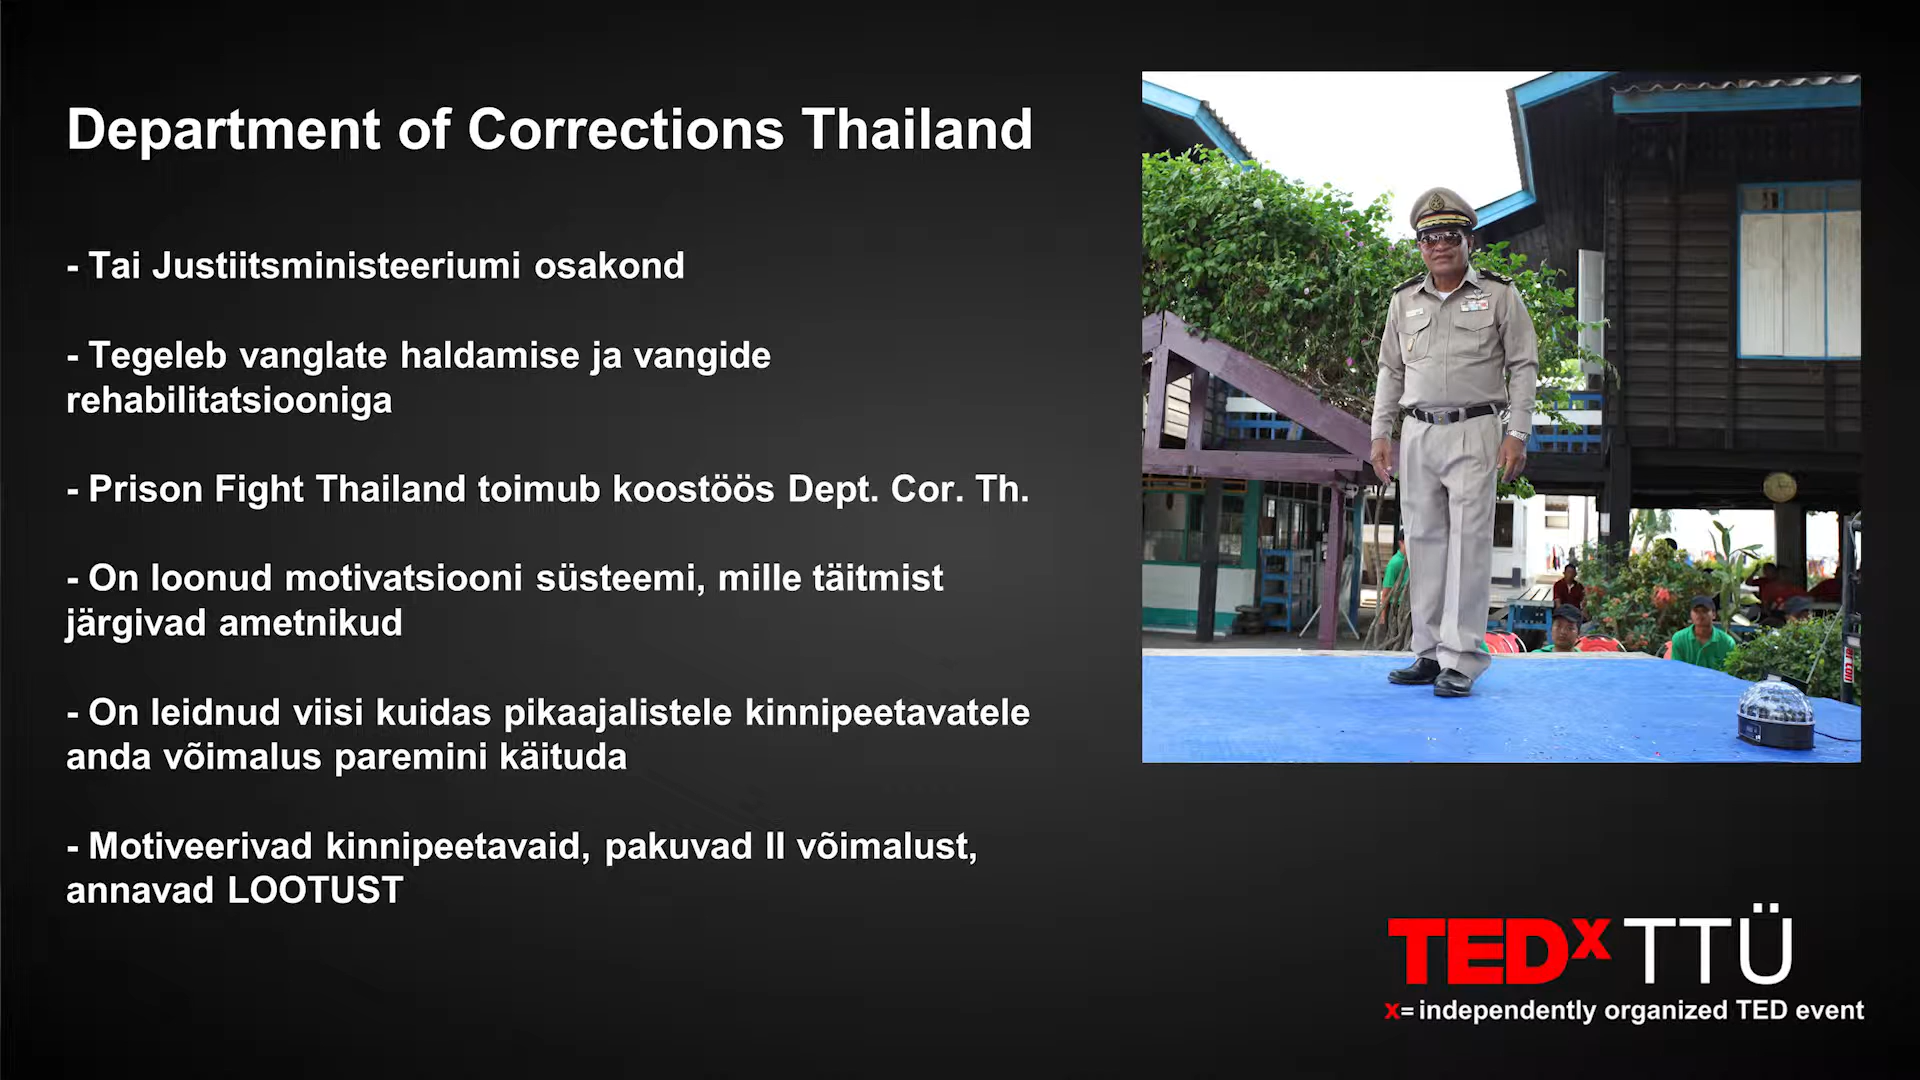 Department of Corrections Thailand
- Tai Justiitsministeeriumi osakond
- Tegeleb vanglate haldamise ja vangide
rehabilitatsiooniga
- Prison Fight Thailand toimub koostöös Dept. Cor. Th.
- On loonud motivatsiooni süsteemi, mille täitmist
järgivad ametnikud
- On leidnud viisi kuidas pikaajalistele kinnipeetavatele
anda võimalus paremini käituda
- Motiveerivad kinnipeetavaid, pakuvad II võimalust,
annavad LOOTUST
TEDx TTÜ
x= independently organized TED event